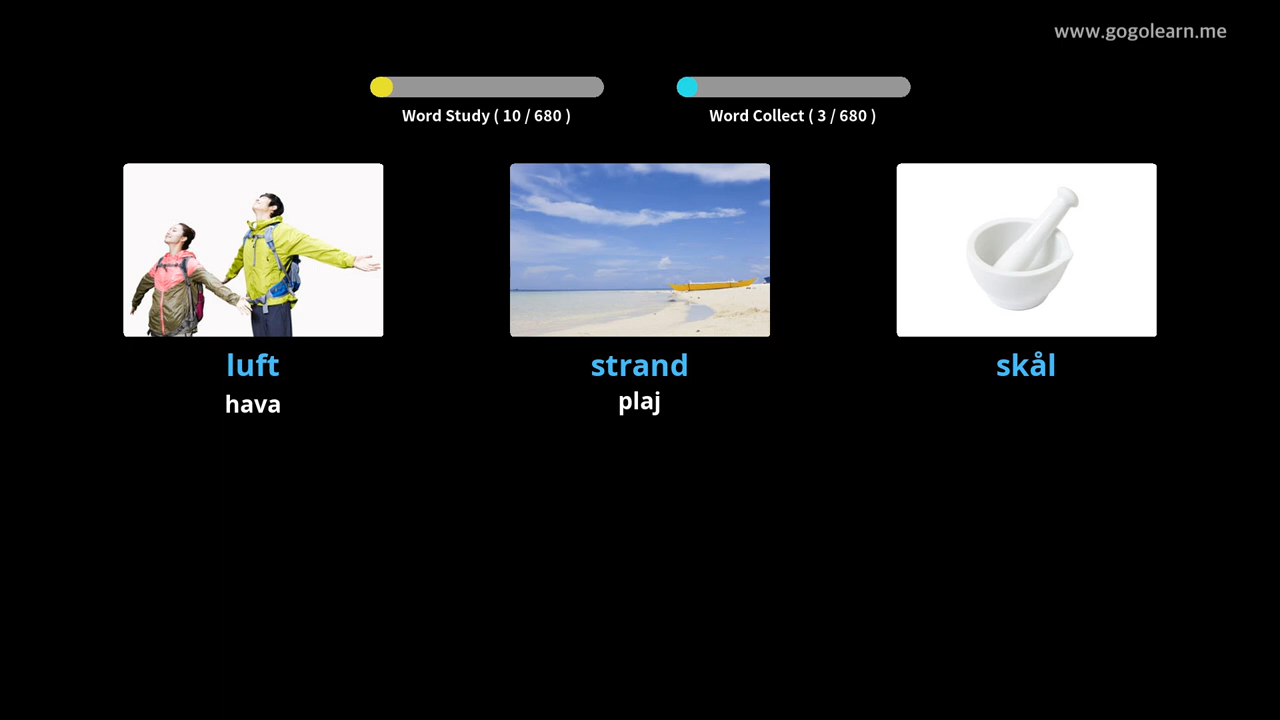 www.gogolearn.me
Word Study ( 10 / 680 )
Word Collect ( 3 / 680 )
luft
strand
skål
hava
plaj